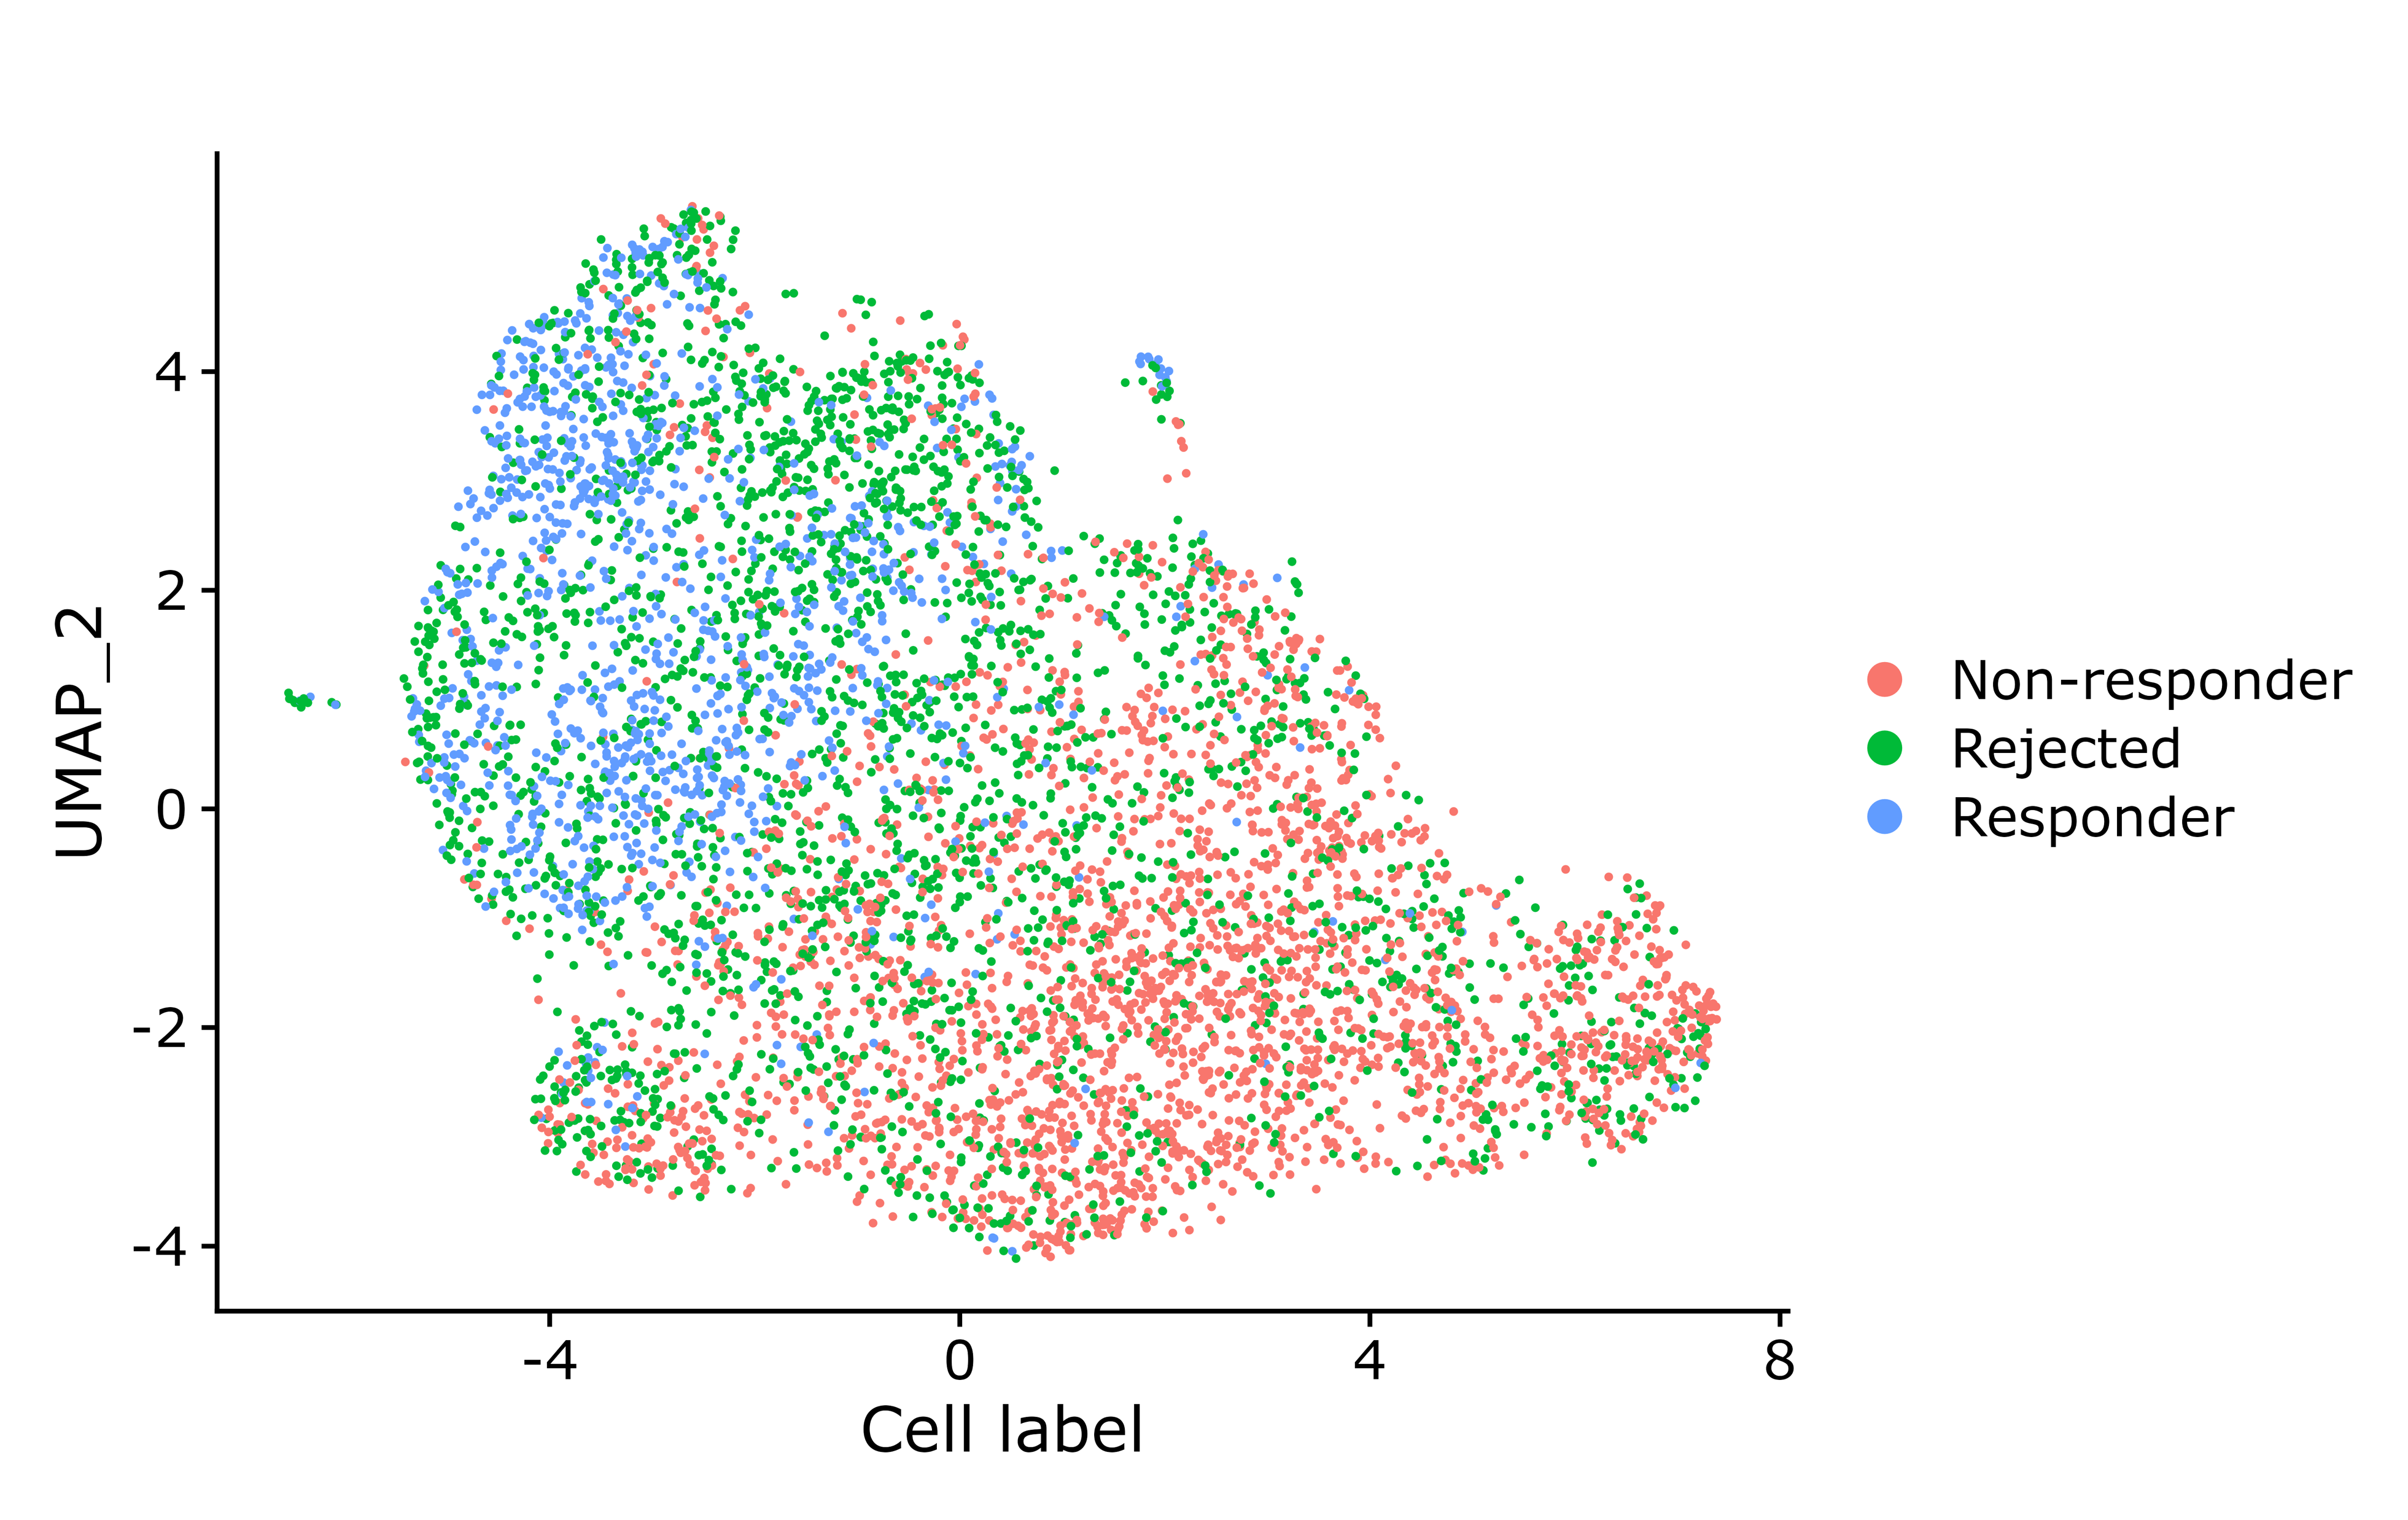 UMAP_2
4
2
0
-2
-4
-4 0 4 8
Cell label
Non-responder
Rejected
Responder